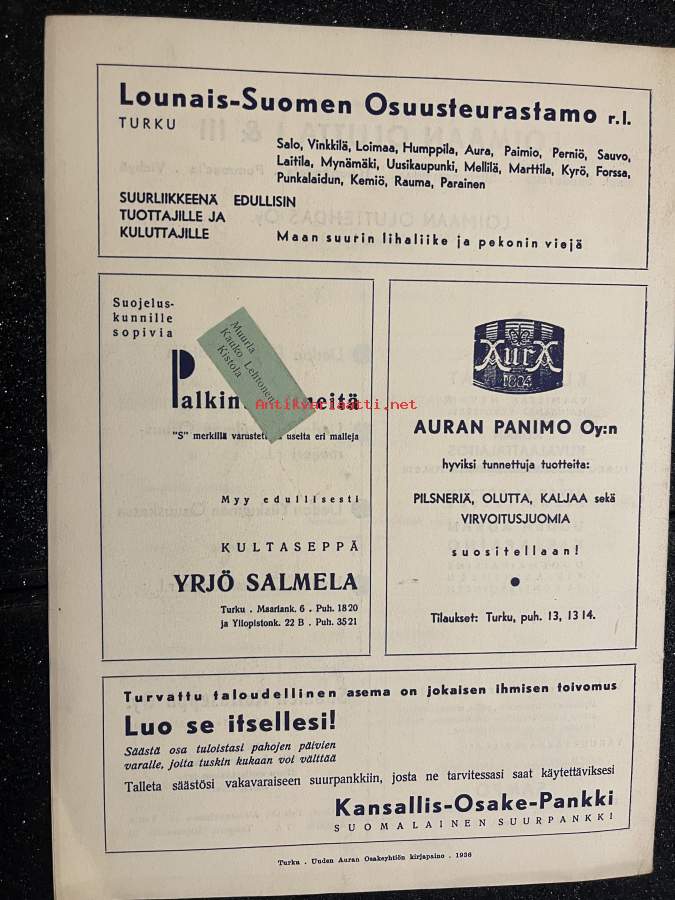 Lounais-Suomen Osuusteurastamo r.l.
TURKU
Salo, Vinkkilä, Loimaa, Humppila, Aura, Paimio, Perniö, Sauvo,
Laitila, Mynämäki, Uusikaupunki, Mellilä, Marttila, Kyrö, Forssa,
Punkalaidun, Kemiö, Rauma, Parainen
SUURLIIKKEENÄ EDULLISIN
TUOTTAJILLE JA
KULUTTAJILLE
Maan suurin lihaliike ja pekonin viejä
Suojelus-
kunnille
sopivia
Muurla
Kauko Lehtonen
Kistola
Antikvariaatti.net
"S" merkillä
useita eri malleja
Myy edullisesti
KULTASEPPÄ
YRJÖ SALMELA
Turku . Maariank. 6 . Puh. 1820
ja Yliopistonk. 22 B . Puh. 3521
AURA
1804
AURAN PANIMO Oy:n
hyviksi tunnettuja tuotteita:
PILSNERIÄ, OLUTTA, KALJAA sekä
VIRVOITUSJUOMIA
suositellaan!
Tilaukset: Turku, puh. 13, 1314.
Turvattu taloudellinen asema on jokaisen ihmisen toivomus
Luo se itsellesi!
Säästä osa tuloistasi pahojen päivien
varalle, joita tuskin kukaan voi välttää
Talleta säästösi vakavaraiseen suurpankkiin, josta ne tarvitessasi saat käytettäviksesi
Kansallis-Osake-Pankki
SUOMALAINEN SUURPANKKI
Turku . Uuden Auran Osakeyhtiön kirjapaino . 1936